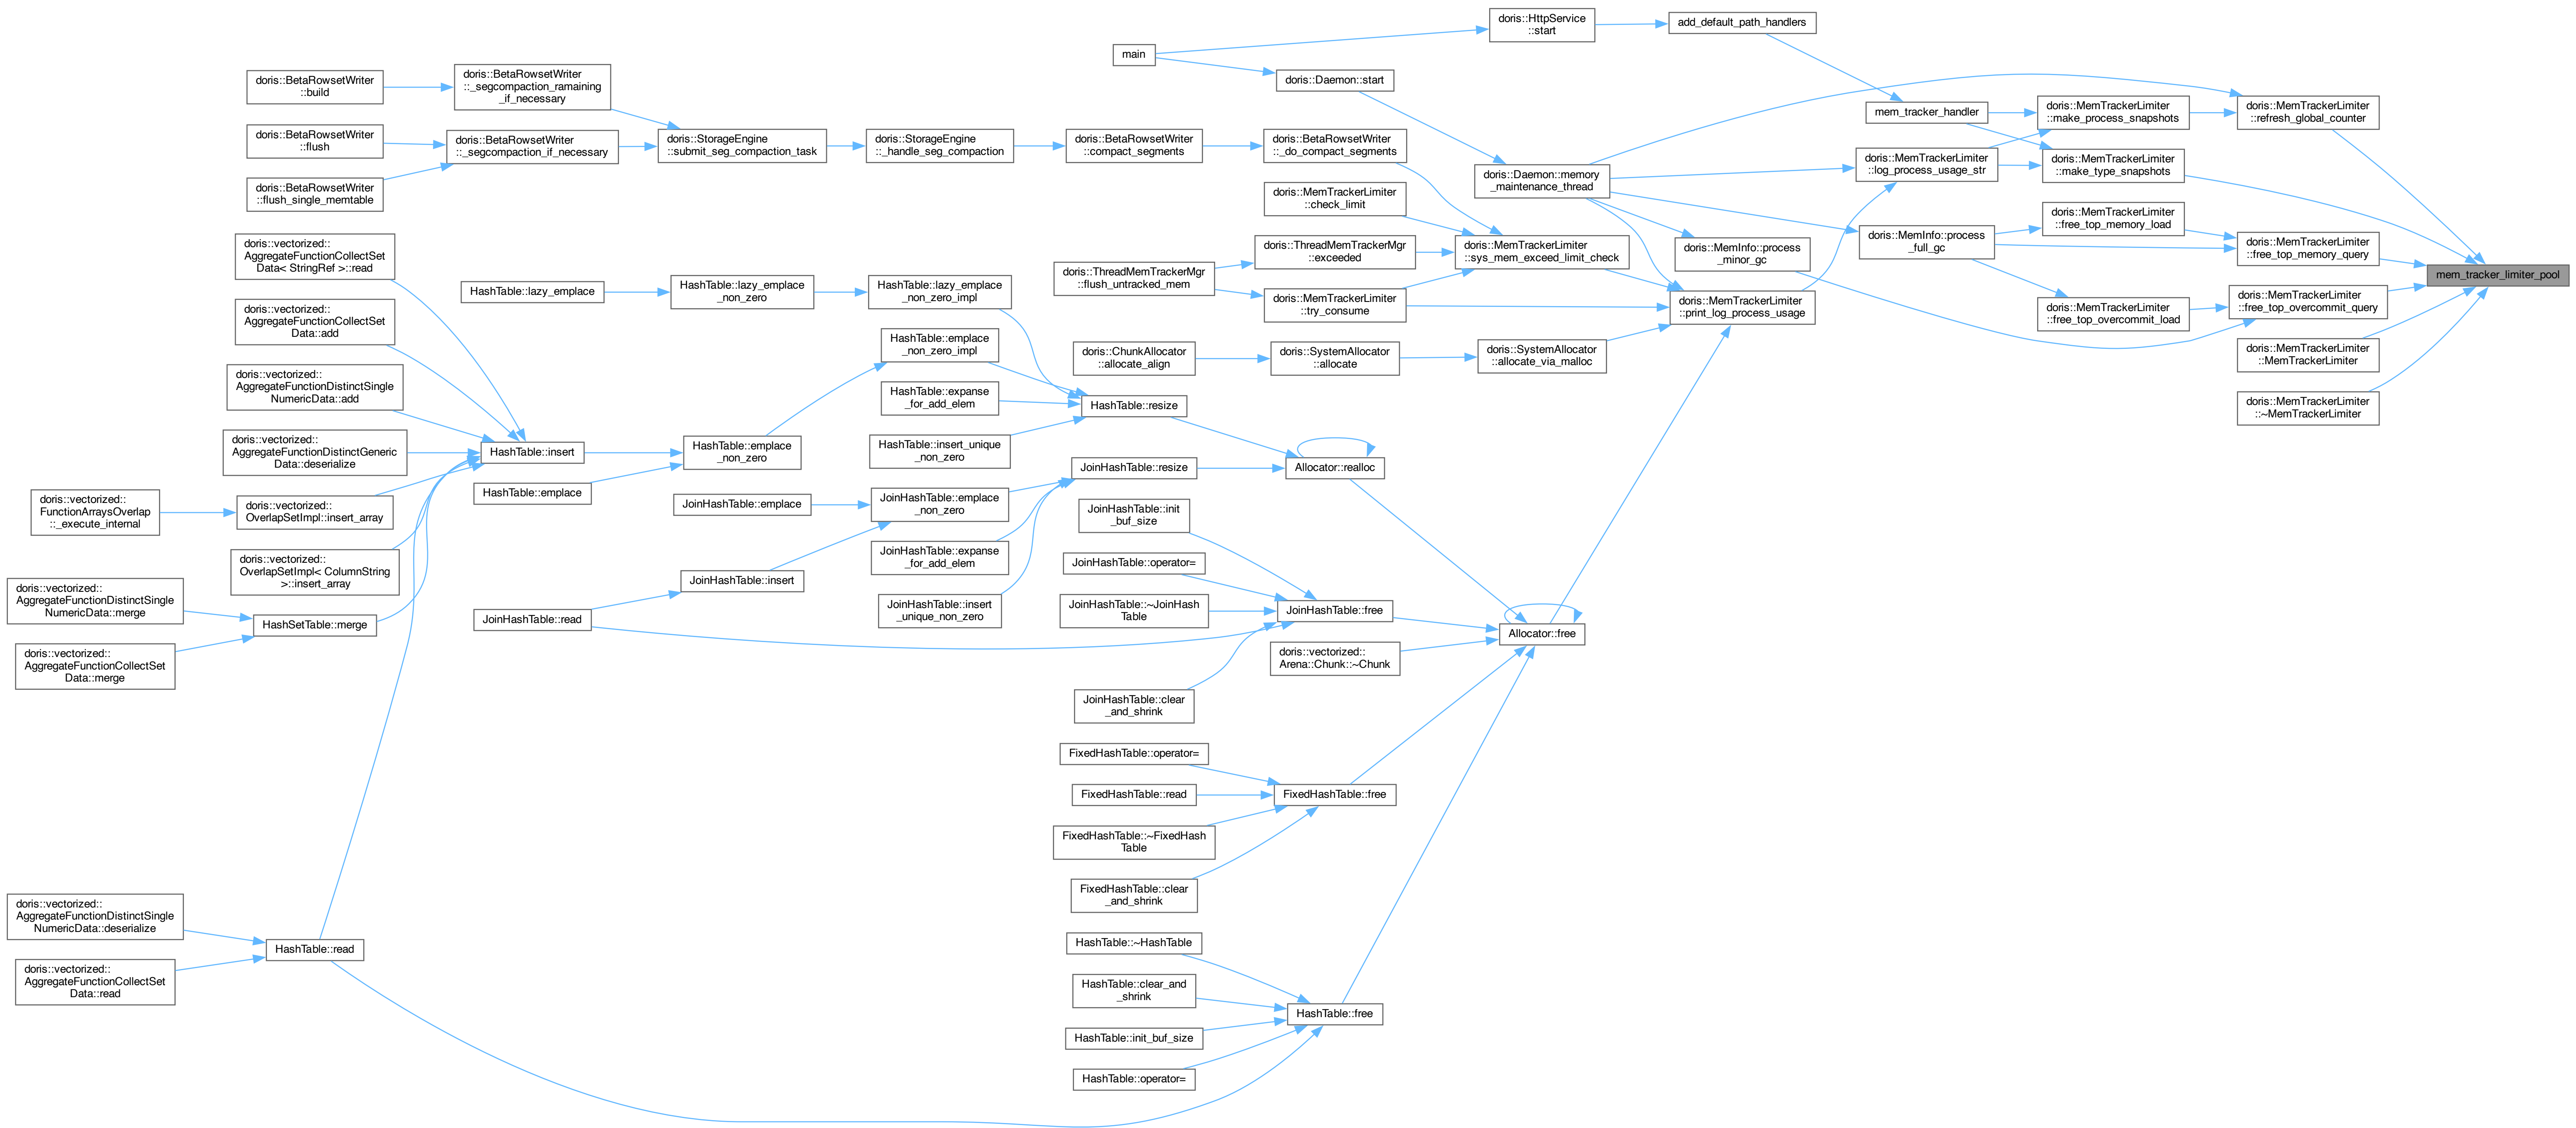 doris::HttpService
::start
add_default_path_handlers
main
doris::Daemon::start
doris::BetaRowsetWriter
::build
doris::BetaRowsetWriter
::_segcompaction_ramaining
_if_necessary
doris::BetaRowsetWriter
::flush
doris::BetaRowsetWriter
::_segcompaction_if_necessary
doris::BetaRowsetWriter
::flush_single_memtable
doris::StorageEngine
::submit_seg_compaction_task
doris::StorageEngine
::_handle_seg_compaction
doris::BetaRowsetWriter
::compact_segments
doris::BetaRowsetWriter
::_do_compact_segments
doris::Daemon::memory
_maintenance_thread
mem_tracker_handler
doris::MemTrackerLimiter
::make_process_snapshots
doris::MemTrackerLimiter
::refresh_global_counter
doris::MemTrackerLimiter
::log_process_usage_str
doris::MemTrackerLimiter
::make_type_snapshots
doris::MemTrackerLimiter
::check_limit
doris::MemTrackerLimiter
::free_top_memory_load
doris::MemInfo::process
_full_gc
doris::MemInfo::process
_minor_gc
doris::MemTrackerLimiter
::free_top_memory_query
mem_tracker_limiter_pool
doris::ThreadMemTrackerMgr
::exceeded
doris::MemTrackerLimiter
::sys_mem_exceed_limit_check
doris::ThreadMemTrackerMgr
::flush_untracked_mem
doris::MemTrackerLimiter
::try_consume
doris::MemTrackerLimiter
::print_log_process_usage
doris::MemTrackerLimiter
::free_top_overcommit_load
doris::MemTrackerLimiter
::free_top_overcommit_query
doris::MemTrackerLimiter
::MemTrackerLimiter
doris::MemTrackerLimiter
::~MemTrackerLimiter
doris::ChunkAllocator
::allocate_align
doris::SystemAllocator
::allocate
doris::SystemAllocator
::allocate_via_malloc
doris::vectorized::
AggregateFunctionCollectSet
Data< StringRef >::read
doris::vectorized::
AggregateFunctionCollectSet
Data::add
doris::vectorized::
AggregateFunctionDistinctSingle
NumericData::add
doris::vectorized::
AggregateFunctionDistinctGeneric
Data::deserialize
doris::vectorized::
FunctionArraysOverlap
::_execute_internal
doris::vectorized::
OverlapSetImpl::insert_array
doris::vectorized::
OverlapSetImpl< ColumnString
>::insert_array
doris::vectorized::
AggregateFunctionDistinctSingle
NumericData::merge
HashSetTable::merge
doris::vectorized::
AggregateFunctionCollectSet
Data::merge
HashTable::lazy_emplace
HashTable::lazy_emplace
_non_zero
HashTable::lazy_emplace
_non_zero_impl
HashTable::emplace
_non_zero_impl
HashTable::expanse
_for_add_elem
HashTable::resize
HashTable::insert_unique
_non_zero
HashTable::insert
HashTable::emplace
_non_zero
HashTable::emplace
Allocator::realloc
JoinHashTable::resize
JoinHashTable::emplace
JoinHashTable::emplace
_non_zero
JoinHashTable::init
_buf_size
JoinHashTable::expanse
_for_add_elem
JoinHashTable::operator=
JoinHashTable::insert
JoinHashTable::insert
_unique_non_zero
JoinHashTable::~JoinHash
Table
JoinHashTable::free
JoinHashTable::read
Allocator::free
doris::vectorized::
Arena::Chunk::~Chunk
JoinHashTable::clear
_and_shrink
FixedHashTable::operator=
FixedHashTable::read
FixedHashTable::free
FixedHashTable::~FixedHash
Table
FixedHashTable::clear
_and_shrink
doris::vectorized::
AggregateFunctionDistinctSingle
NumericData::deserialize
HashTable::read
doris::vectorized::
AggregateFunctionCollectSet
Data::read
HashTable::~HashTable
HashTable::clear_and
_shrink
HashTable::free
HashTable::init_buf_size
HashTable::operator=